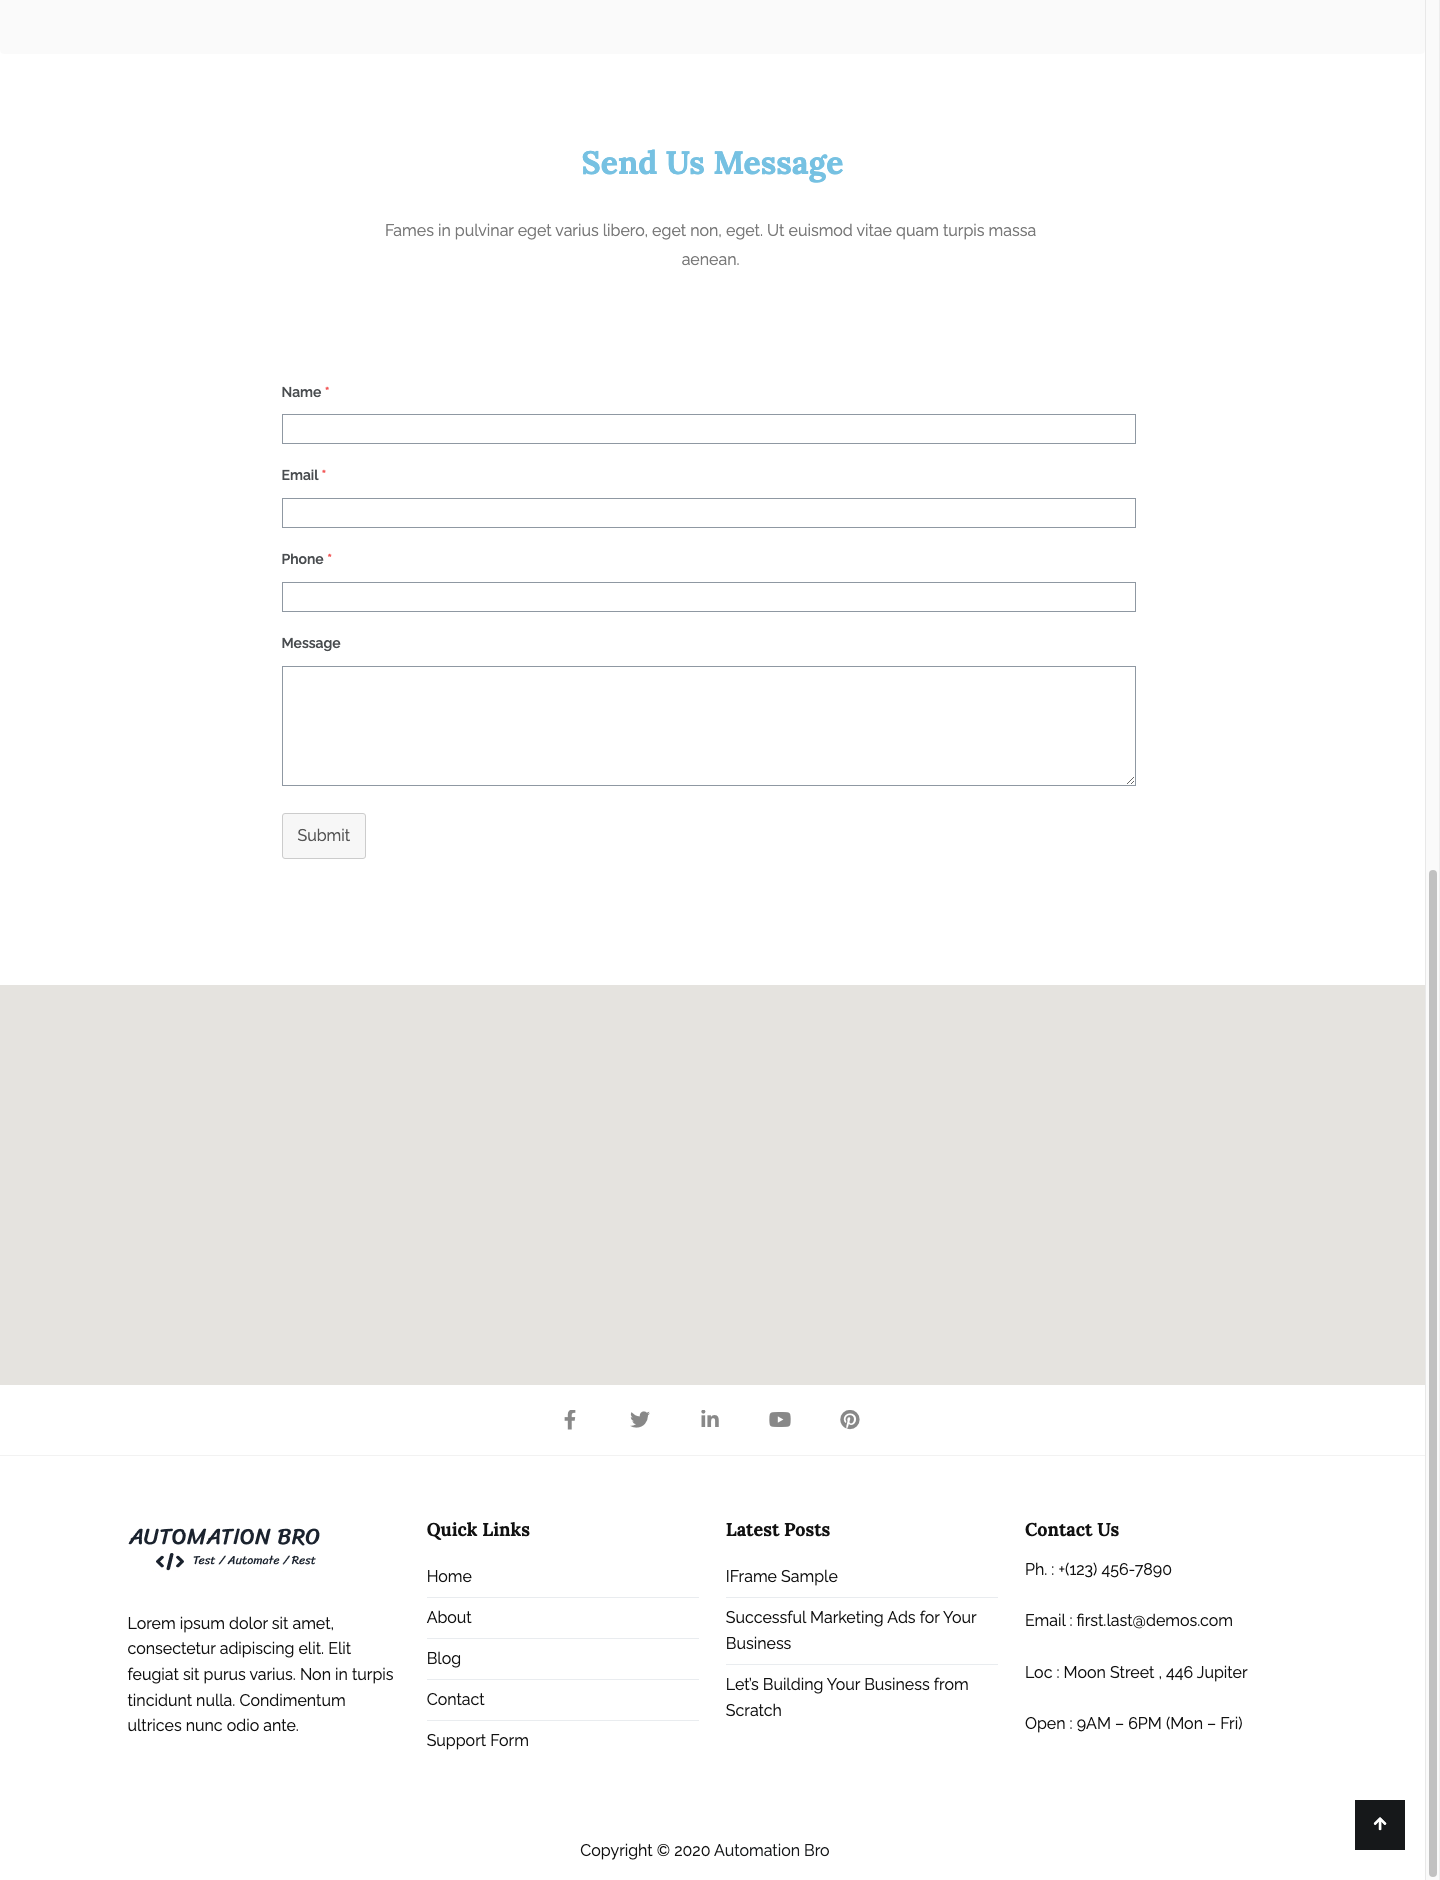 Send Us Message
Fames in pulvinar eget varius libero, eget non, eget. Ut euismod vitae quam turpis massa
aenean.
Name *
Email *
Phone *
Message
Submit
AUTOMATION BRO
</> Test / Automate / Rest
Lorem ipsum dolor sit amet,
consectetur adipiscing elit. Elit
feugiat sit purus varius. Non in turpis
tincidunt nulla. Condimentum
ultrices nunc odio ante.
Quick Links
Home
About
Blog
Contact
Support Form
Latest Posts
IFrame Sample
Successful Marketing Ads for Your
Business
Let’s Building Your Business from
Scratch
Contact Us
Ph. : +(123) 456-7890
Email : first.last@demos.com
Loc : Moon Street , 446 Jupiter
Open : 9AM – 6PM (Mon – Fri)
Copyright © 2020 Automation Bro